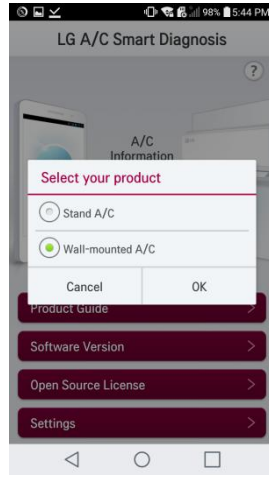 98% 5:44 PM
LG A/C Smart Diagnosis
?
A/C
Information
Select your product
Stand A/C
Wall-mounted A/C
Cancel OK
Product Guide
Software Version
Open Source License
Settings